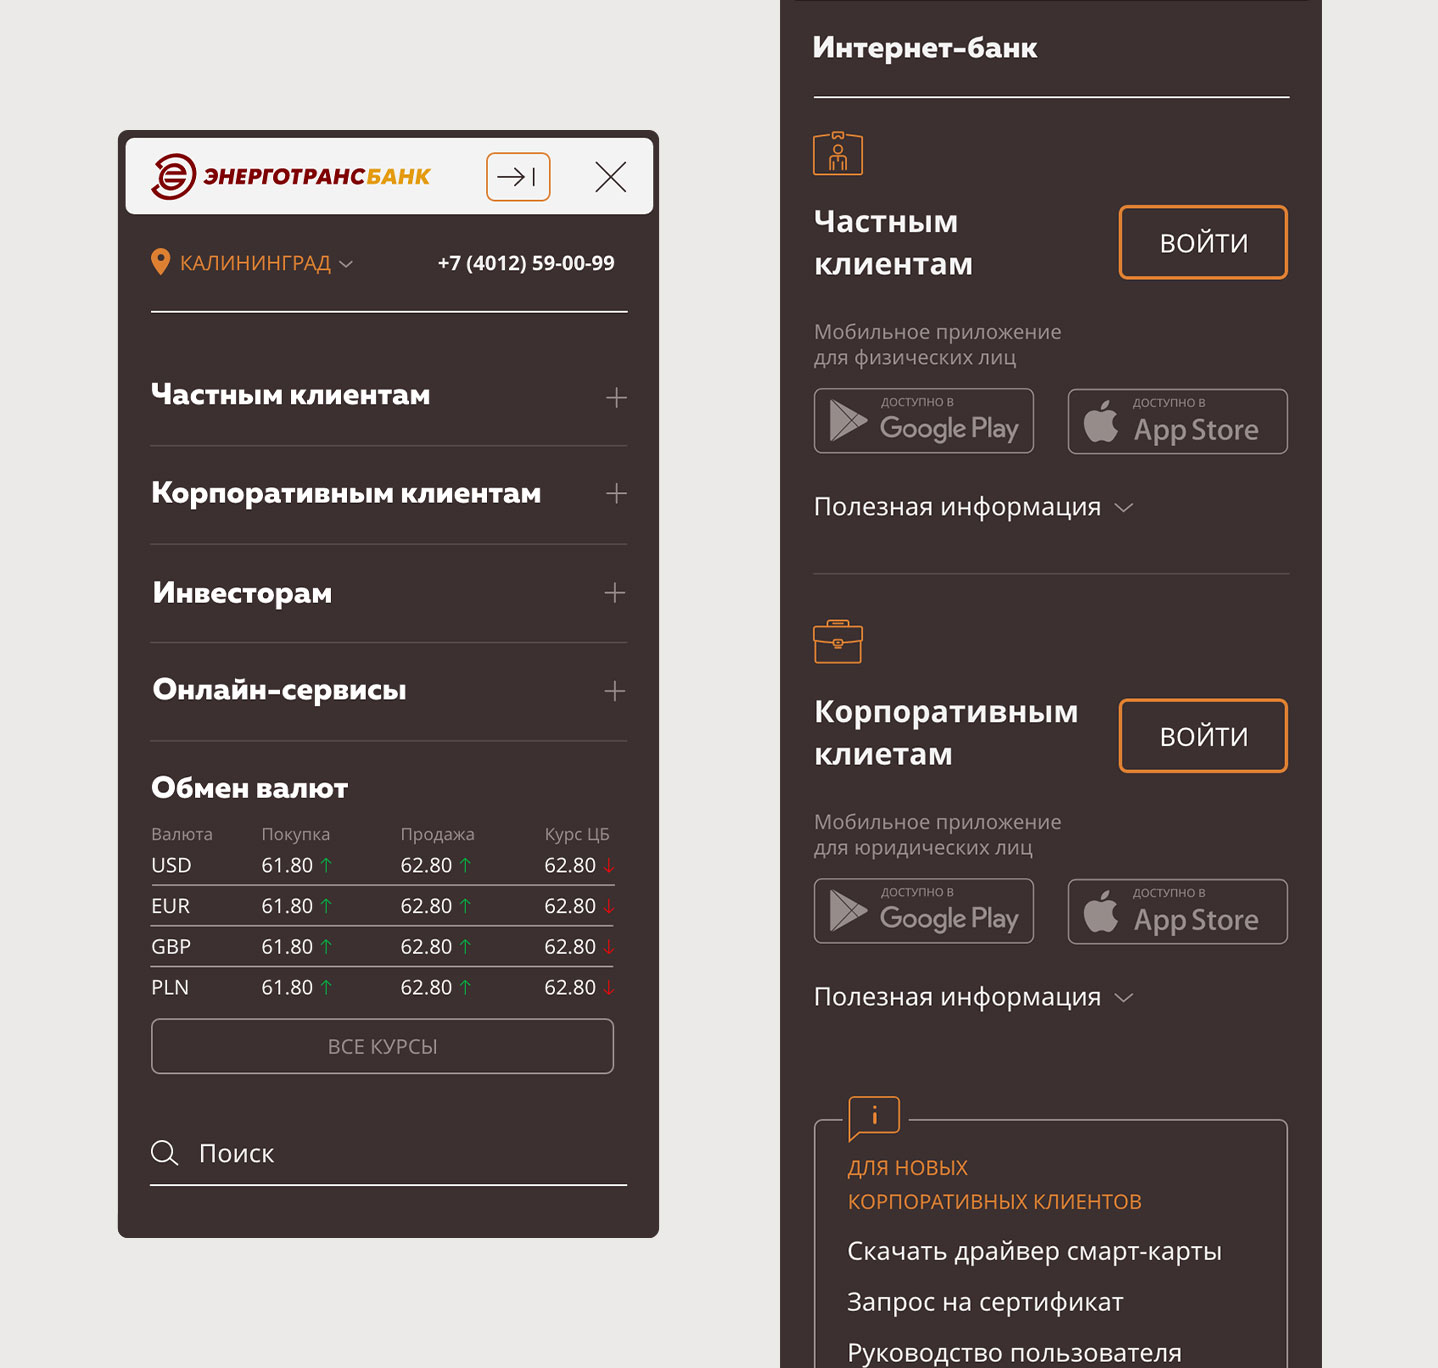 ЭНЕРГОТРАНСБАНК
КАЛИНИНГРАД
+7 (4012) 59-00-99
Частным клиентам
Корпоративным клиентам
Инвесторам
Онлайн-сервисы
Обмен валют
Валюта Покупка Продажа Курс ЦБ
USD 61.80 ↑ 62.80 ↑ 62.80 ↓
EUR 61.80 ↑ 62.80 ↑ 62.80 ↓
GBP 61.80 ↑ 62.80 ↑ 62.80 ↓
PLN 61.80 ↑ 62.80 ↑ 62.80 ↓
ВСЕ КУРСЫ
Поиск
Интернет-банк
Частным
клиентам
ВОЙТИ
Мобильное приложение
для физических лиц
ДОСТУПНО В
Google Play
ДОСТУПНО В
App Store
Полезная информация
Корпоративным
клиетам
ВОЙТИ
Мобильное приложение
для юридических лиц
ДОСТУПНО В
Google Play
ДОСТУПНО В
App Store
Полезная информация
i
ДЛЯ НОВЫХ
КОРПОРАТИВНЫХ КЛИЕНТОВ
Скачать драйвер смарт-карты
Запрос на сертификат
Руководство пользователя